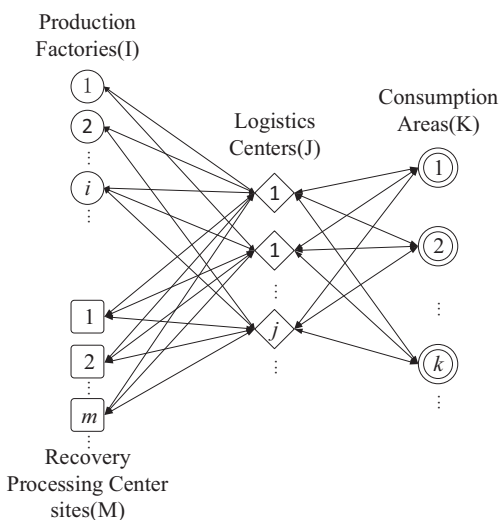 Production
Factories(I)
1
2
⋮
i
⋮
Logistics
Centers(J)
1
1
⋮
j
⋮
Consumption
Areas(K)
1
2
⋮
k
⋮
1
2
⋮
m
⋮
Recovery
Processing Center
sites(M)